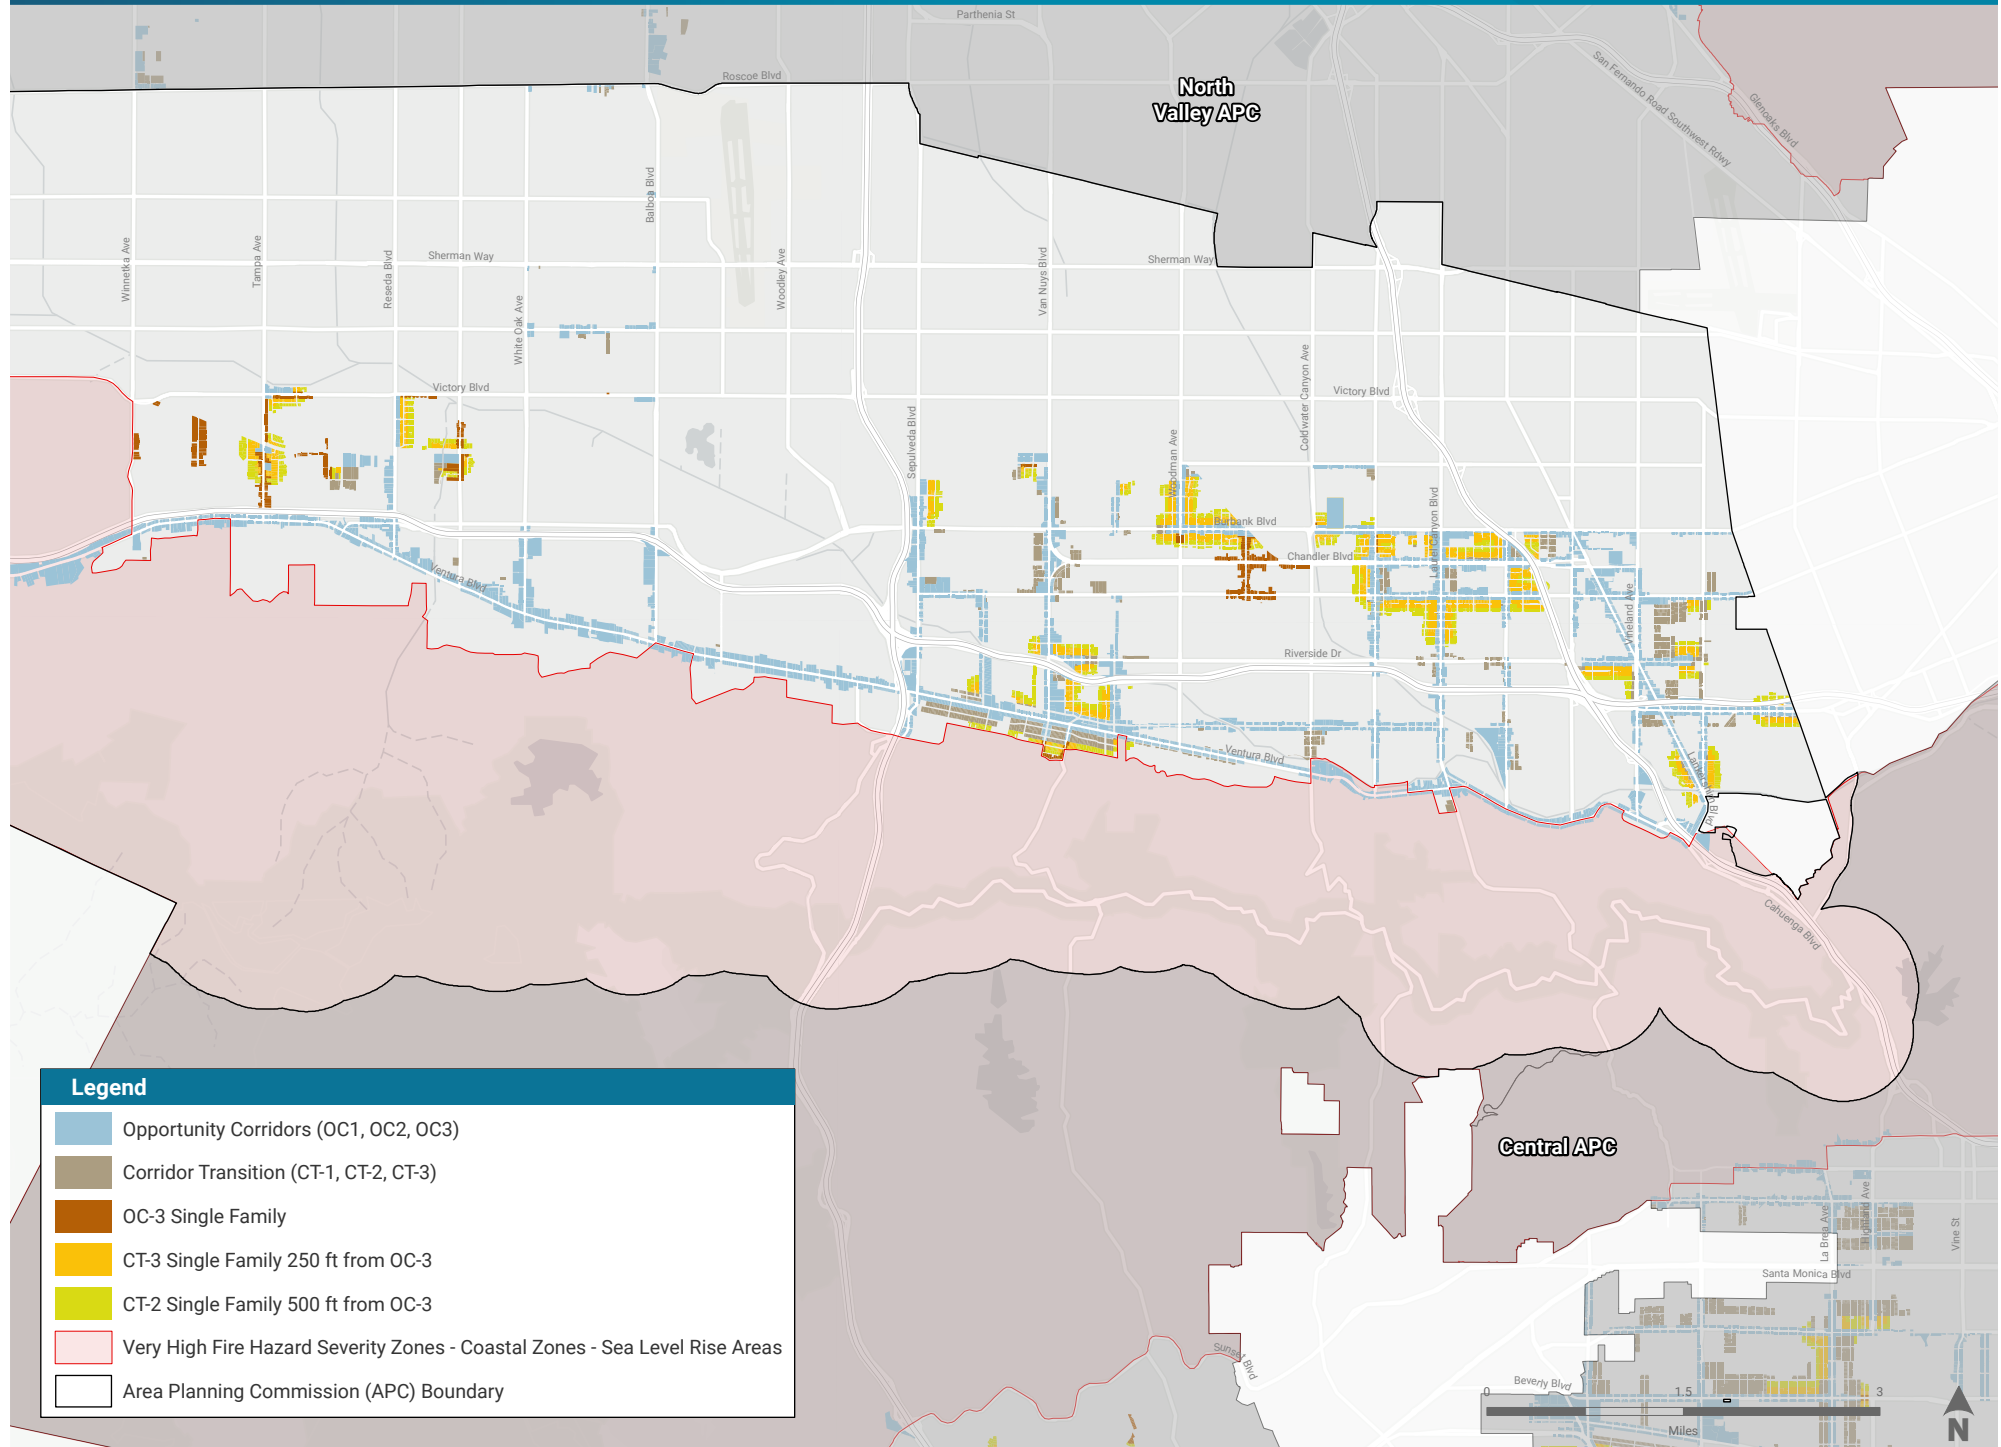 Parthenia St
Roscoe Blvd
North
Valley APC
San Fernando Road Southwest Rdwy
Glenoaks Blvd
Balboa Blvd
Winnetka Ave
Tampa Ave
Reseda Blvd
Sherman Way
White Oak Ave
Woodley Ave
Van Nuys Blvd
Sherman Way
Victory Blvd
Coldwater Canyon Ave
Victory Blvd
Sepulveda Blvd
Woodman Ave
Laurel Canyon Blvd
Burbank Blvd
Chandler Blvd
Ventura Blvd
Vineland Ave
Riverside Dr
Ventura Blvd
Lankershim Blvd
Cahuenga Blvd
Central APC
La Brea Ave
Highland Ave
Vine St
Santa Monica Blvd
Sunset Blvd
Beverly Blvd
0 1.5 3
Miles
N
Legend
Opportunity Corridors (OC1, OC2, OC3)
Corridor Transition (CT-1, CT-2, CT-3)
OC-3 Single Family
CT-3 Single Family 250 ft from OC-3
CT-2 Single Family 500 ft from OC-3
Very High Fire Hazard Severity Zones - Coastal Zones - Sea Level Rise Areas
Area Planning Commission (APC) Boundary